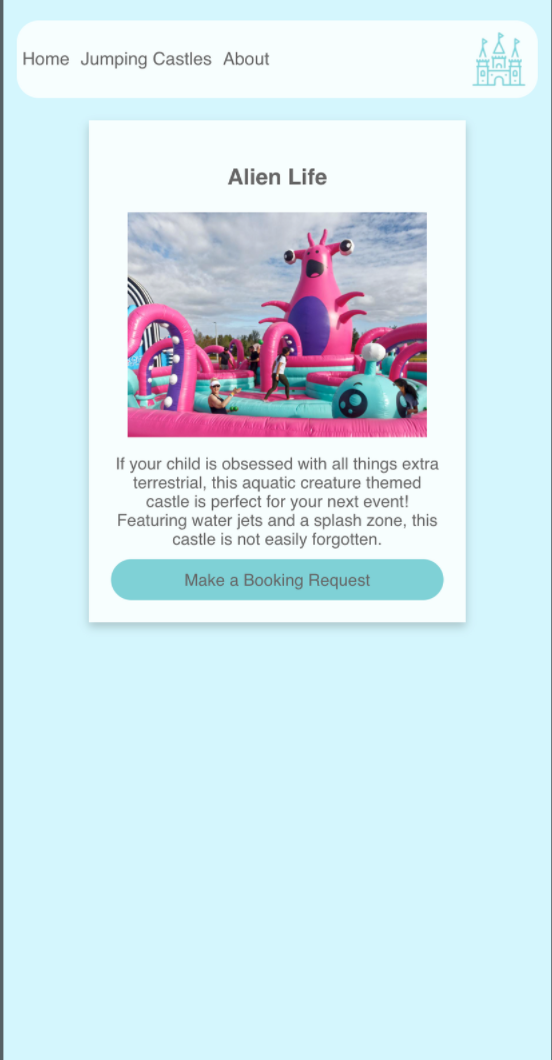 Home Jumping Castles About
Alien Life
If your child is obsessed with all things extra
terrestrial, this aquatic creature themed
castle is perfect for your next event!
Featuring water jets and a splash zone, this
castle is not easily forgotten.
Make a Booking Request